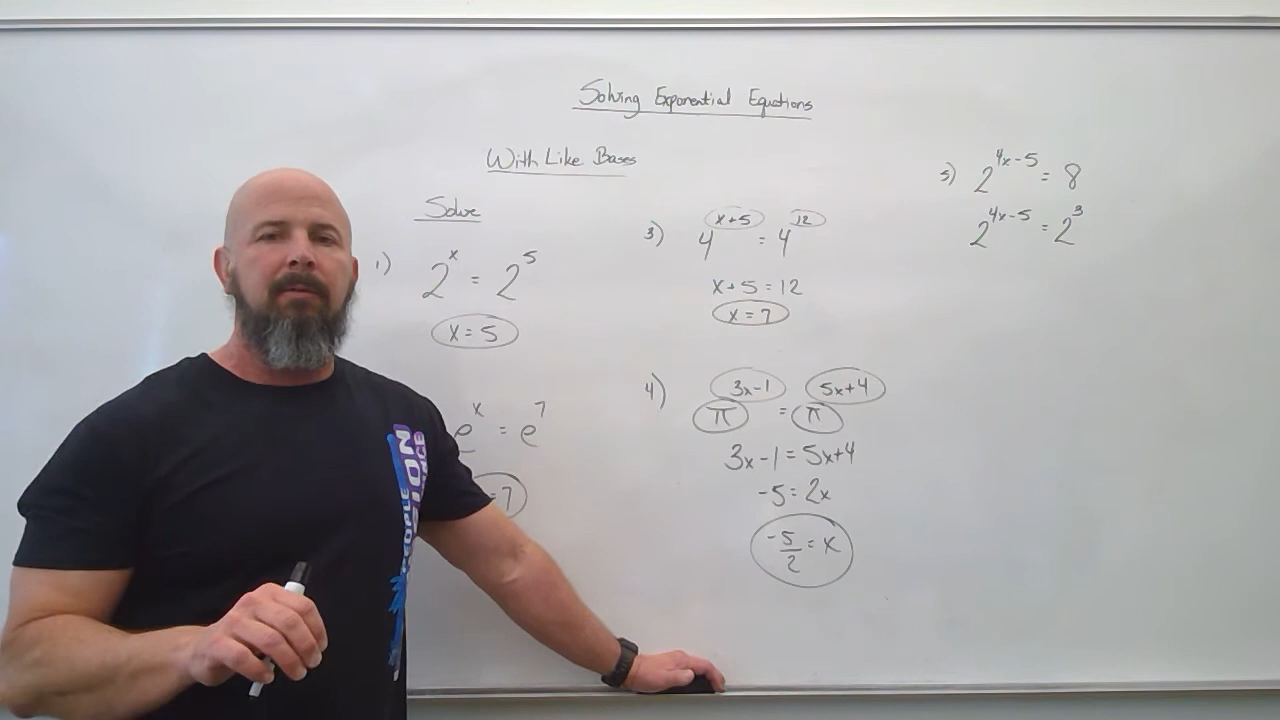 Solving Exponential Equations
With Like Bases
Solve
1) 2^x = 2^5
x = 5
e^x = e^7
=7
3) 4^(x+5) = 4^12
x+5 = 12
x = 7
4) π^(3x-1) = π^(5x+4)
3x-1 = 5x+4
-5 = 2x
-5/2 = x
5) 2^(4x-5) = 8
2^(4x-5) = 2^3
PEOPLE